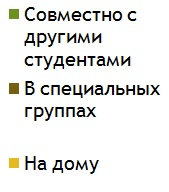 Совместно с
другими
студентами
В специальных
группах
На дому